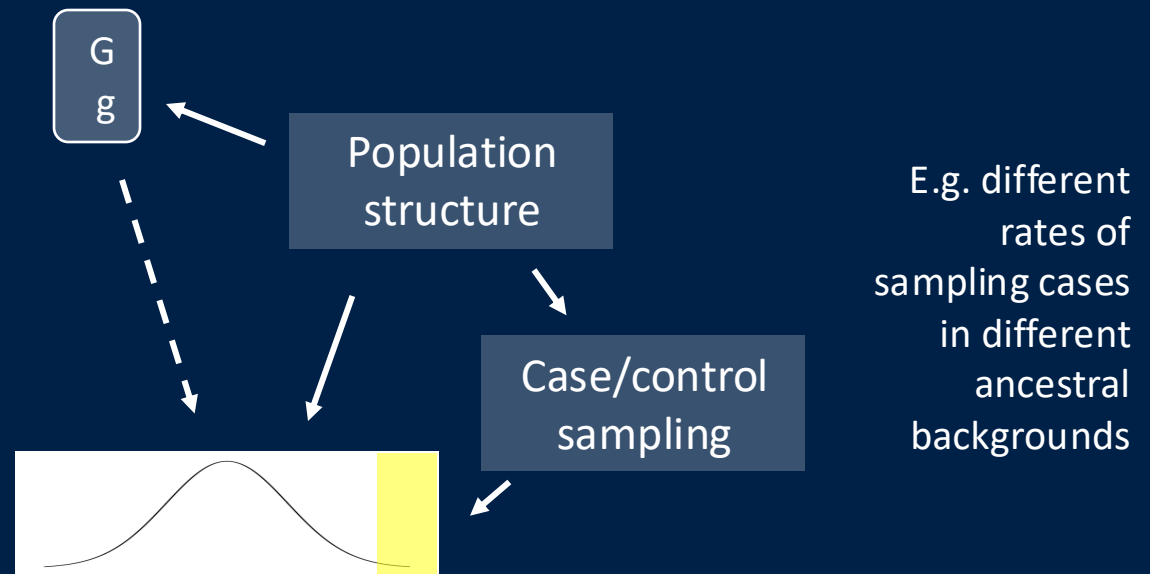 G
g
Population
structure
E.g. different
rates of
sampling cases
in different
ancestral
backgrounds
Case/control
sampling